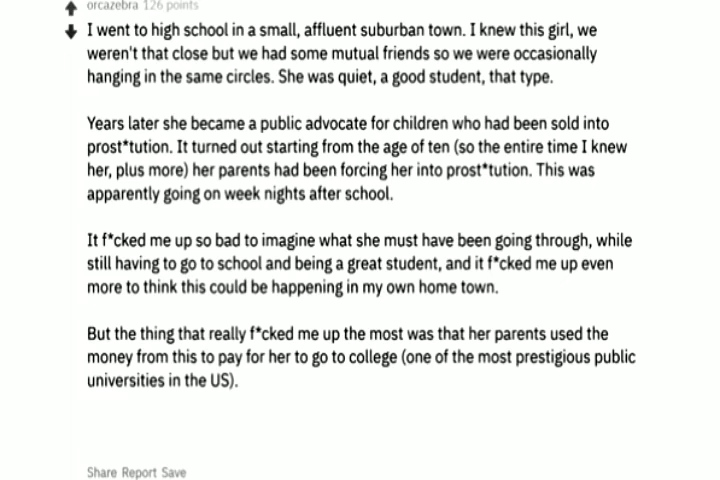 orcazebra 126 points
I went to high school in a small, affluent suburban town. I knew this girl, we
weren't that close but we had some mutual friends so we were occasionally
hanging in the same circles. She was quiet, a good student, that type.
Years later she became a public advocate for children who had been sold into
prost*tution. It turned out starting from the age of ten (so the entire time I knew
her, plus more) her parents had been forcing her into prost*tution. This was
apparently going on week nights after school.
It f*cked me up so bad to imagine what she must have been going through, while
still having to go to school and being a great student, and it f*cked me up even
more to think this could be happening in my own home town.
But the thing that really f*cked me up the most was that her parents used the
money from this to pay for her to go to college (one of the most prestigious public
universities in the US).
Share Report Save